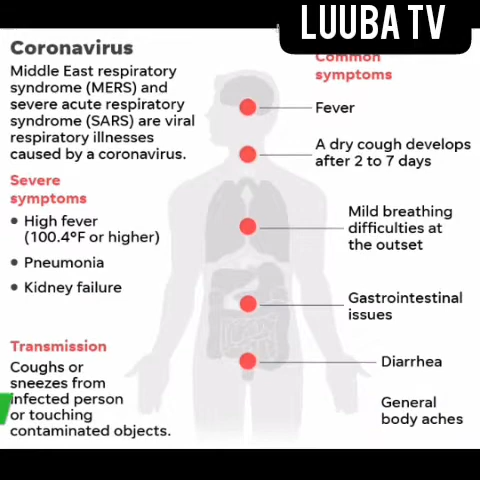 LUUBA TV
Coronavirus
Middle East respiratory
syndrome (MERS) and
severe acute respiratory
syndrome (SARS) are viral
respiratory illnesses
caused by a coronavirus.
Severe
symptoms
• High fever
(100.4°F or higher)
• Pneumonia
• Kidney failure
Transmission
Coughs or
sneezes from
infected person
or touching
contaminated objects.
Common
symptoms
Fever
A dry cough develops
after 2 to 7 days
Mild breathing
difficulties at
the outset
Gastrointestinal
issues
Diarrhea
General
body aches